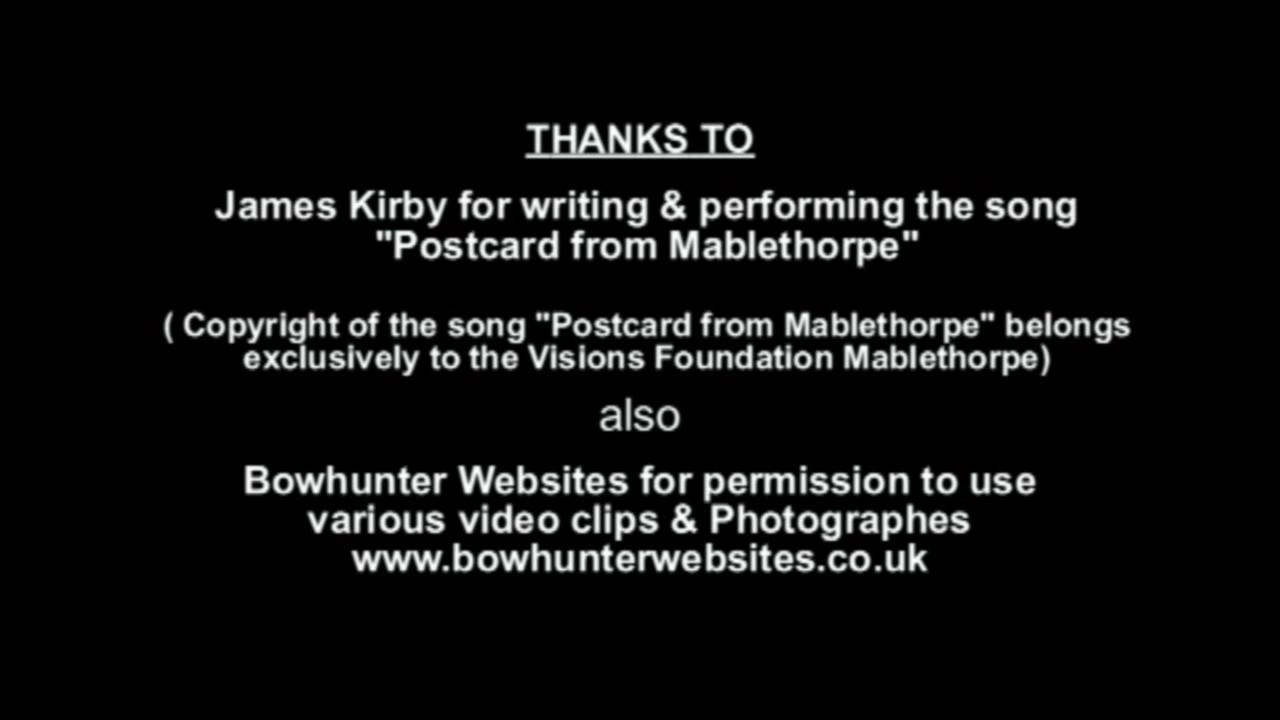 THANKS TO
James Kirby for writing & performing the song
"Postcard from Mablethorpe"
( Copyright of the song "Postcard from Mablethorpe" belongs
exclusively to the Visions Foundation Mablethorpe)
also
Bowhunter Websites for permission to use
various video clips & Photographes
www.bowhunterwebsites.co.uk